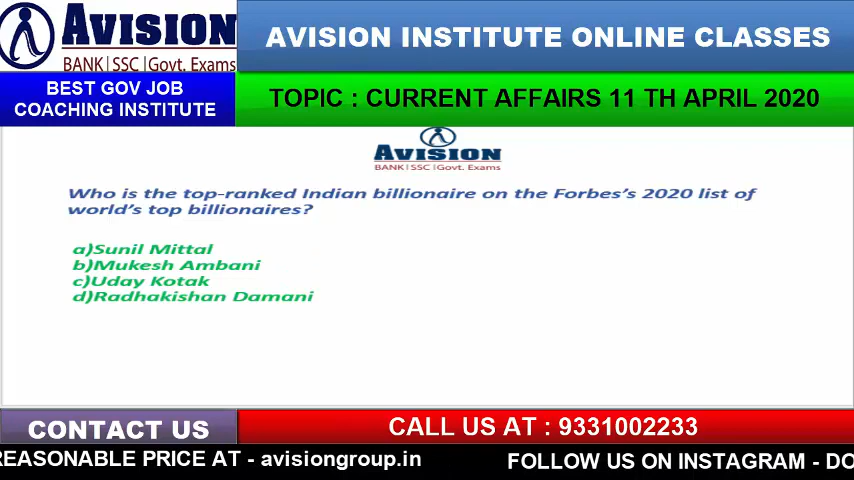 AVISION
BANK|SSC|Govt. Exams
AVISION INSTITUTE ONLINE CLASSES
BEST GOV JOB
COACHING INSTITUTE
TOPIC : CURRENT AFFAIRS 11 TH APRIL 2020
AVISION
BANK|SSC|Govt. Exams
Who is the top-ranked Indian billionaire on the Forbes's 2020 list of
world's top billionaires?
a)Sunil Mittal
b)Mukesh Ambani
c)Uday Kotak
d)Radhakishan Damani
CONTACT US
CALL US AT : 9331002233
REASONABLE PRICE AT - avisiongroup.in
FOLLOW US ON INSTAGRAM - DO